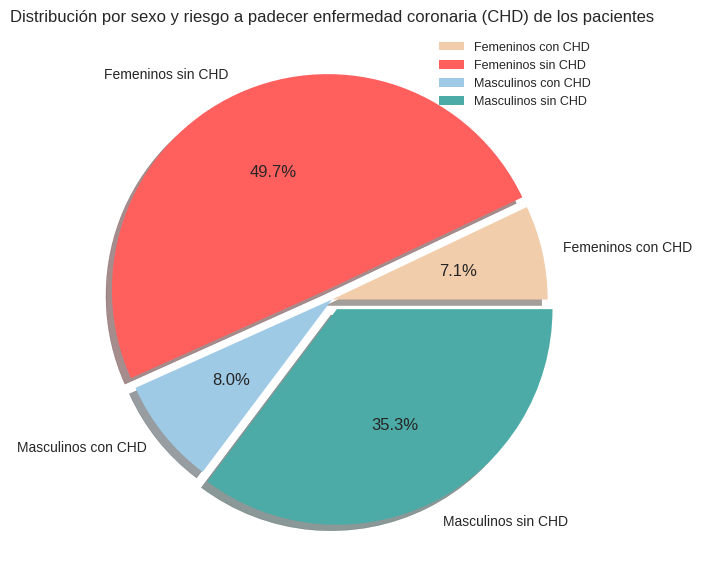 Distribución por sexo y riesgo a padecer enfermedad coronaria (CHD) de los pacientes
Femeninos con CHD
Femeninos sin CHD
Masculinos con CHD
Masculinos sin CHD
Femeninos sin CHD
49.7%
Femeninos con CHD
7.1%
8.0%
35.3%
Masculinos con CHD
Masculinos sin CHD